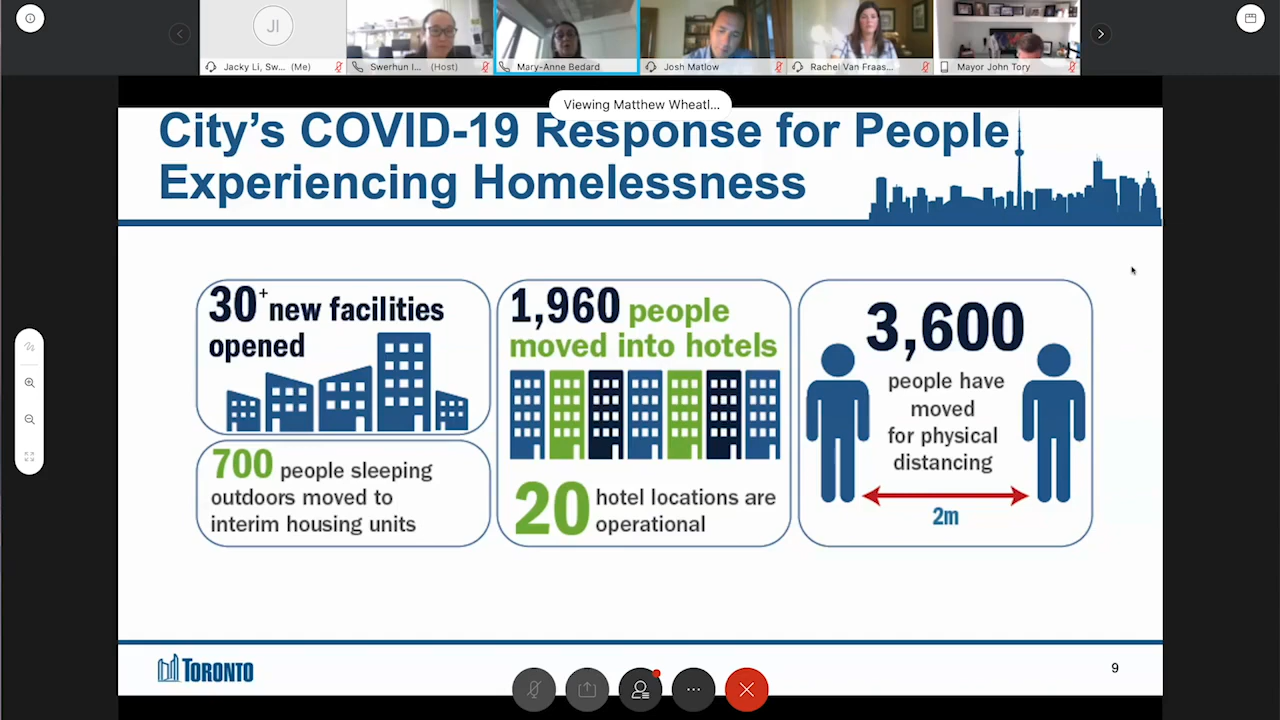 JI
Jacky Li, Sw... (Me)
Swerhun I... (Host)
Mary-Anne Bedard
Josh Matlow
Rachel Van Fraas...
Mayor John Tory
Viewing Matthew Wheatl...
City's COVID-19 Response for People
Experiencing Homelessness
30+ new facilities
opened
700 people sleeping
outdoors moved to
interim housing units
1,960 people
moved into hotels
20 hotel locations are
operational
3,600
people have
moved
for physical
distancing
2m
TORONTO
9